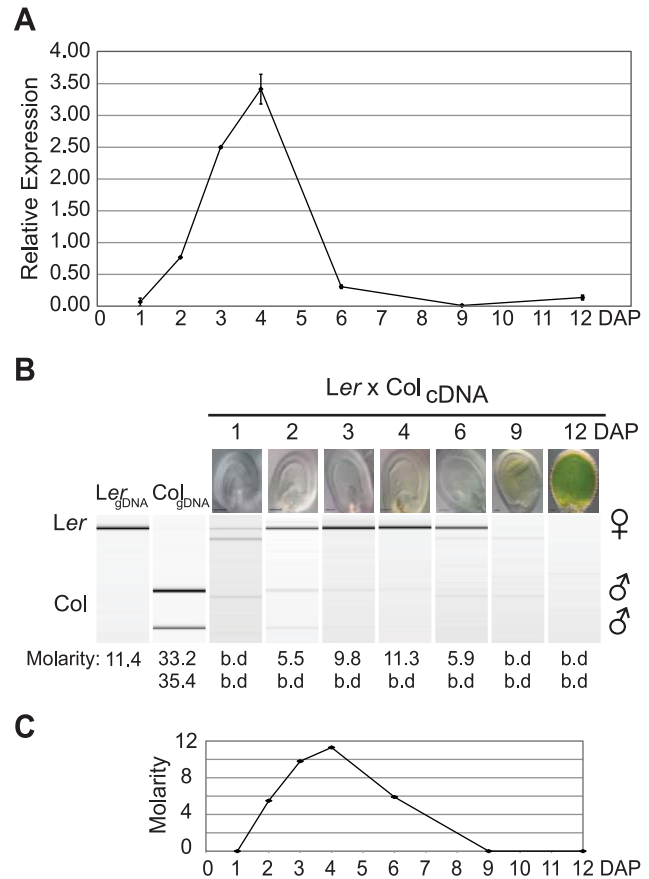 A
Relative Expression
4.00
3.50
3.00
2.50
2.00
1.50
1.00
0.50
0.00
0 1 2 3 4 5 6 7 8 9 10 11 12 DAP
B
Ler x Col cDNA
1 2 3 4 6 9 12 DAP
Ler gDNA Col gDNA
Ler ♀
Col ♂
♂
Molarity: 11.4 33.2 b.d 5.5 9.8 11.3 5.9 b.d b.d
35.4 b.d b.d b.d b.d b.d b.d b.d
C
Molarity
12
8
4
0
0 1 2 3 4 5 6 7 8 9 10 11 12 DAP